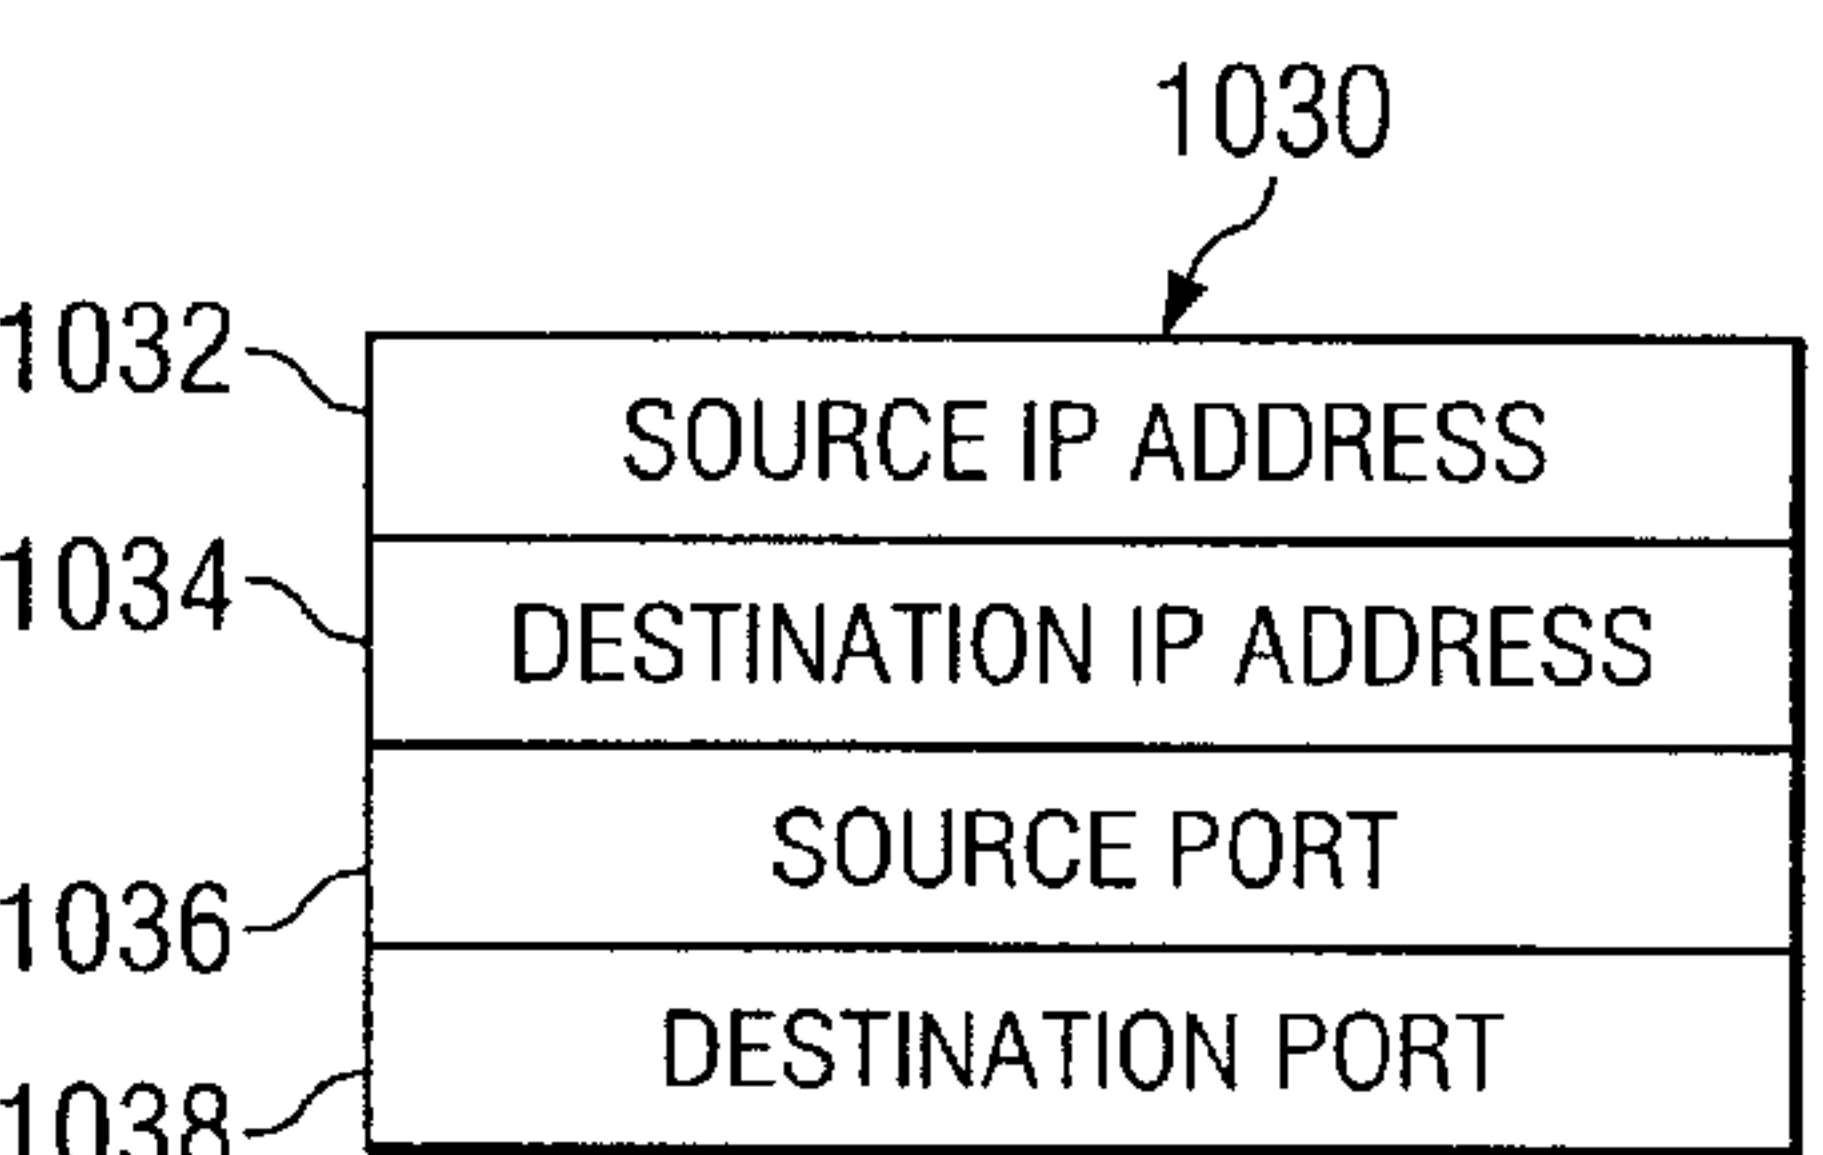 1030
1032
SOURCE IP ADDRESS
1034
DESTINATION IP ADDRESS
SOURCE PORT
1036
DESTINATION PORT
1038